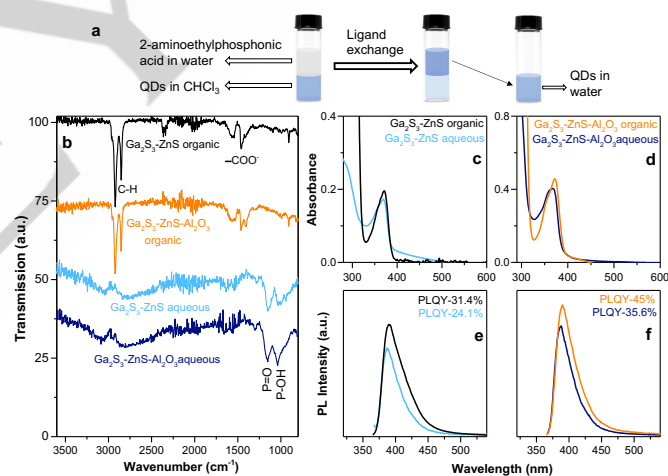 a
2-aminoethylphosphonic
acid in water
QDs in CHCl₃
Ligand
exchange
QDs in
water
b
Ga₂S₃-ZnS organic
–COO⁻
C-H
Ga₂S₃-ZnS-Al₂O₃
organic
Ga₂S₃-ZnS aqueous
Ga₂S₃-ZnS-Al₂O₃aqueous
P=O
P-OH
Transmission (a.u.)
100
75
50
25
0
3500 3000 2500 2000 1500 1000
Wavenumber (cm⁻¹)
Ga₂S₃-ZnS organic
Ga₂S₃-ZnS aqueous
c
Absorbance
0.4
0.2
0.0
300 400 500 600
Ga₂S₃-ZnS-Al₂O₃ organic
Ga₂S₃-ZnS-Al₂O₃aqueous
d
0.8
0.4
0.0
300 400 500 600
PL Intensity (a.u.)
PLQY-31.4%
PLQY-24.1%
e
350 400 450 500
PLQY-45%
PLQY-35.6%
f
350 400 450 500
Wavelength (nm)